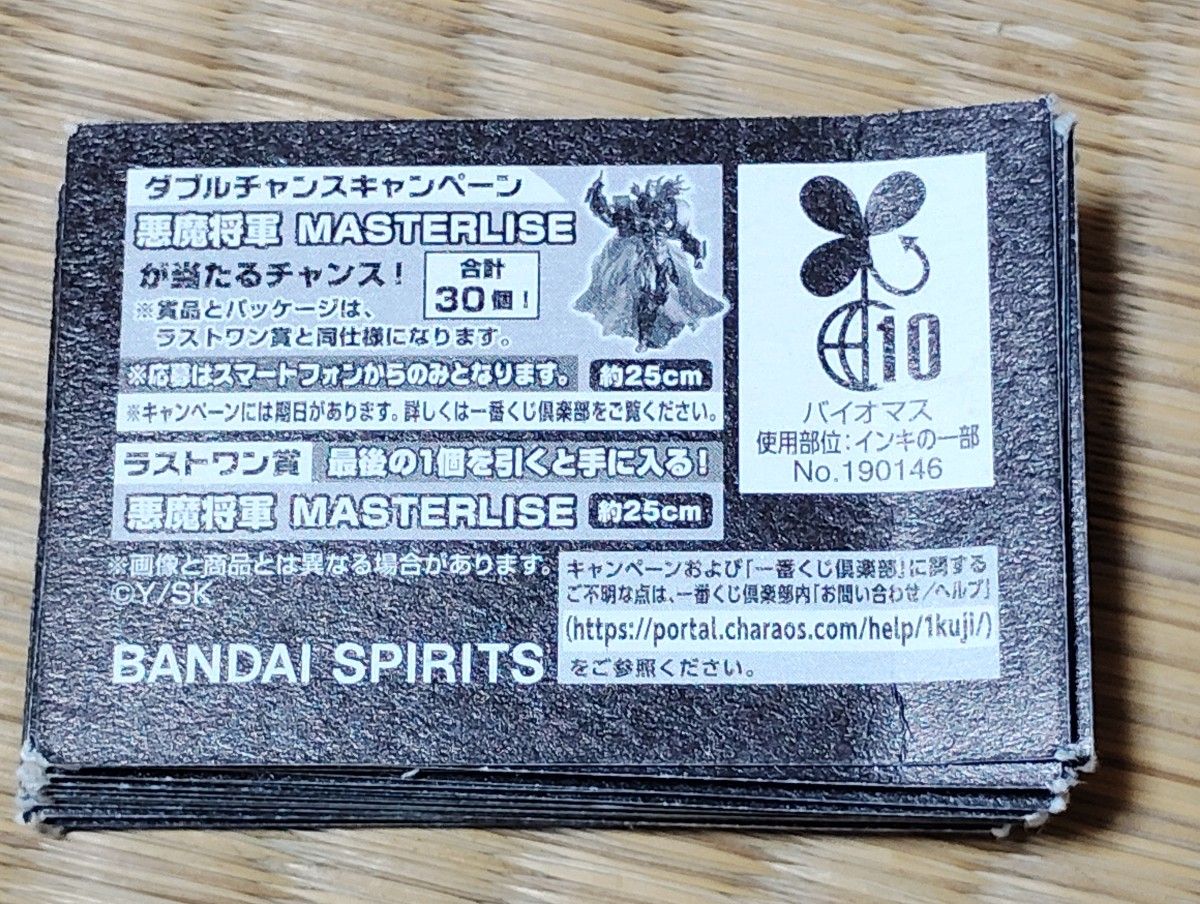 ダブルチャンスキャンペーン
悪魔将軍 MASTERLISE
が当たるチャンス!
合計
30個!
※賞品とパッケージは、
ラストワン賞と同仕様になります。
※応募はスマートフォンからのみとなります。 約25cm
※キャンペーンには期日があります。詳しくは一番くじ倶楽部をご覧ください。
ラストワン賞 最後の1個を引くと手に入る!
悪魔将軍 MASTERLISE 約25cm
※画像と商品とは異なる場合があります。
©Y/SK
BANDAI SPIRITS
10
バイオマス
使用部位:インキの一部
No.190146
キャンペーンおよび「一番くじ倶楽部」に関する
ご不明な点は、一番くじ倶楽部内「お問い合わせ/ヘルプ」
(https://portal.charaos.com/help/1kuji/)
をご参照ください。